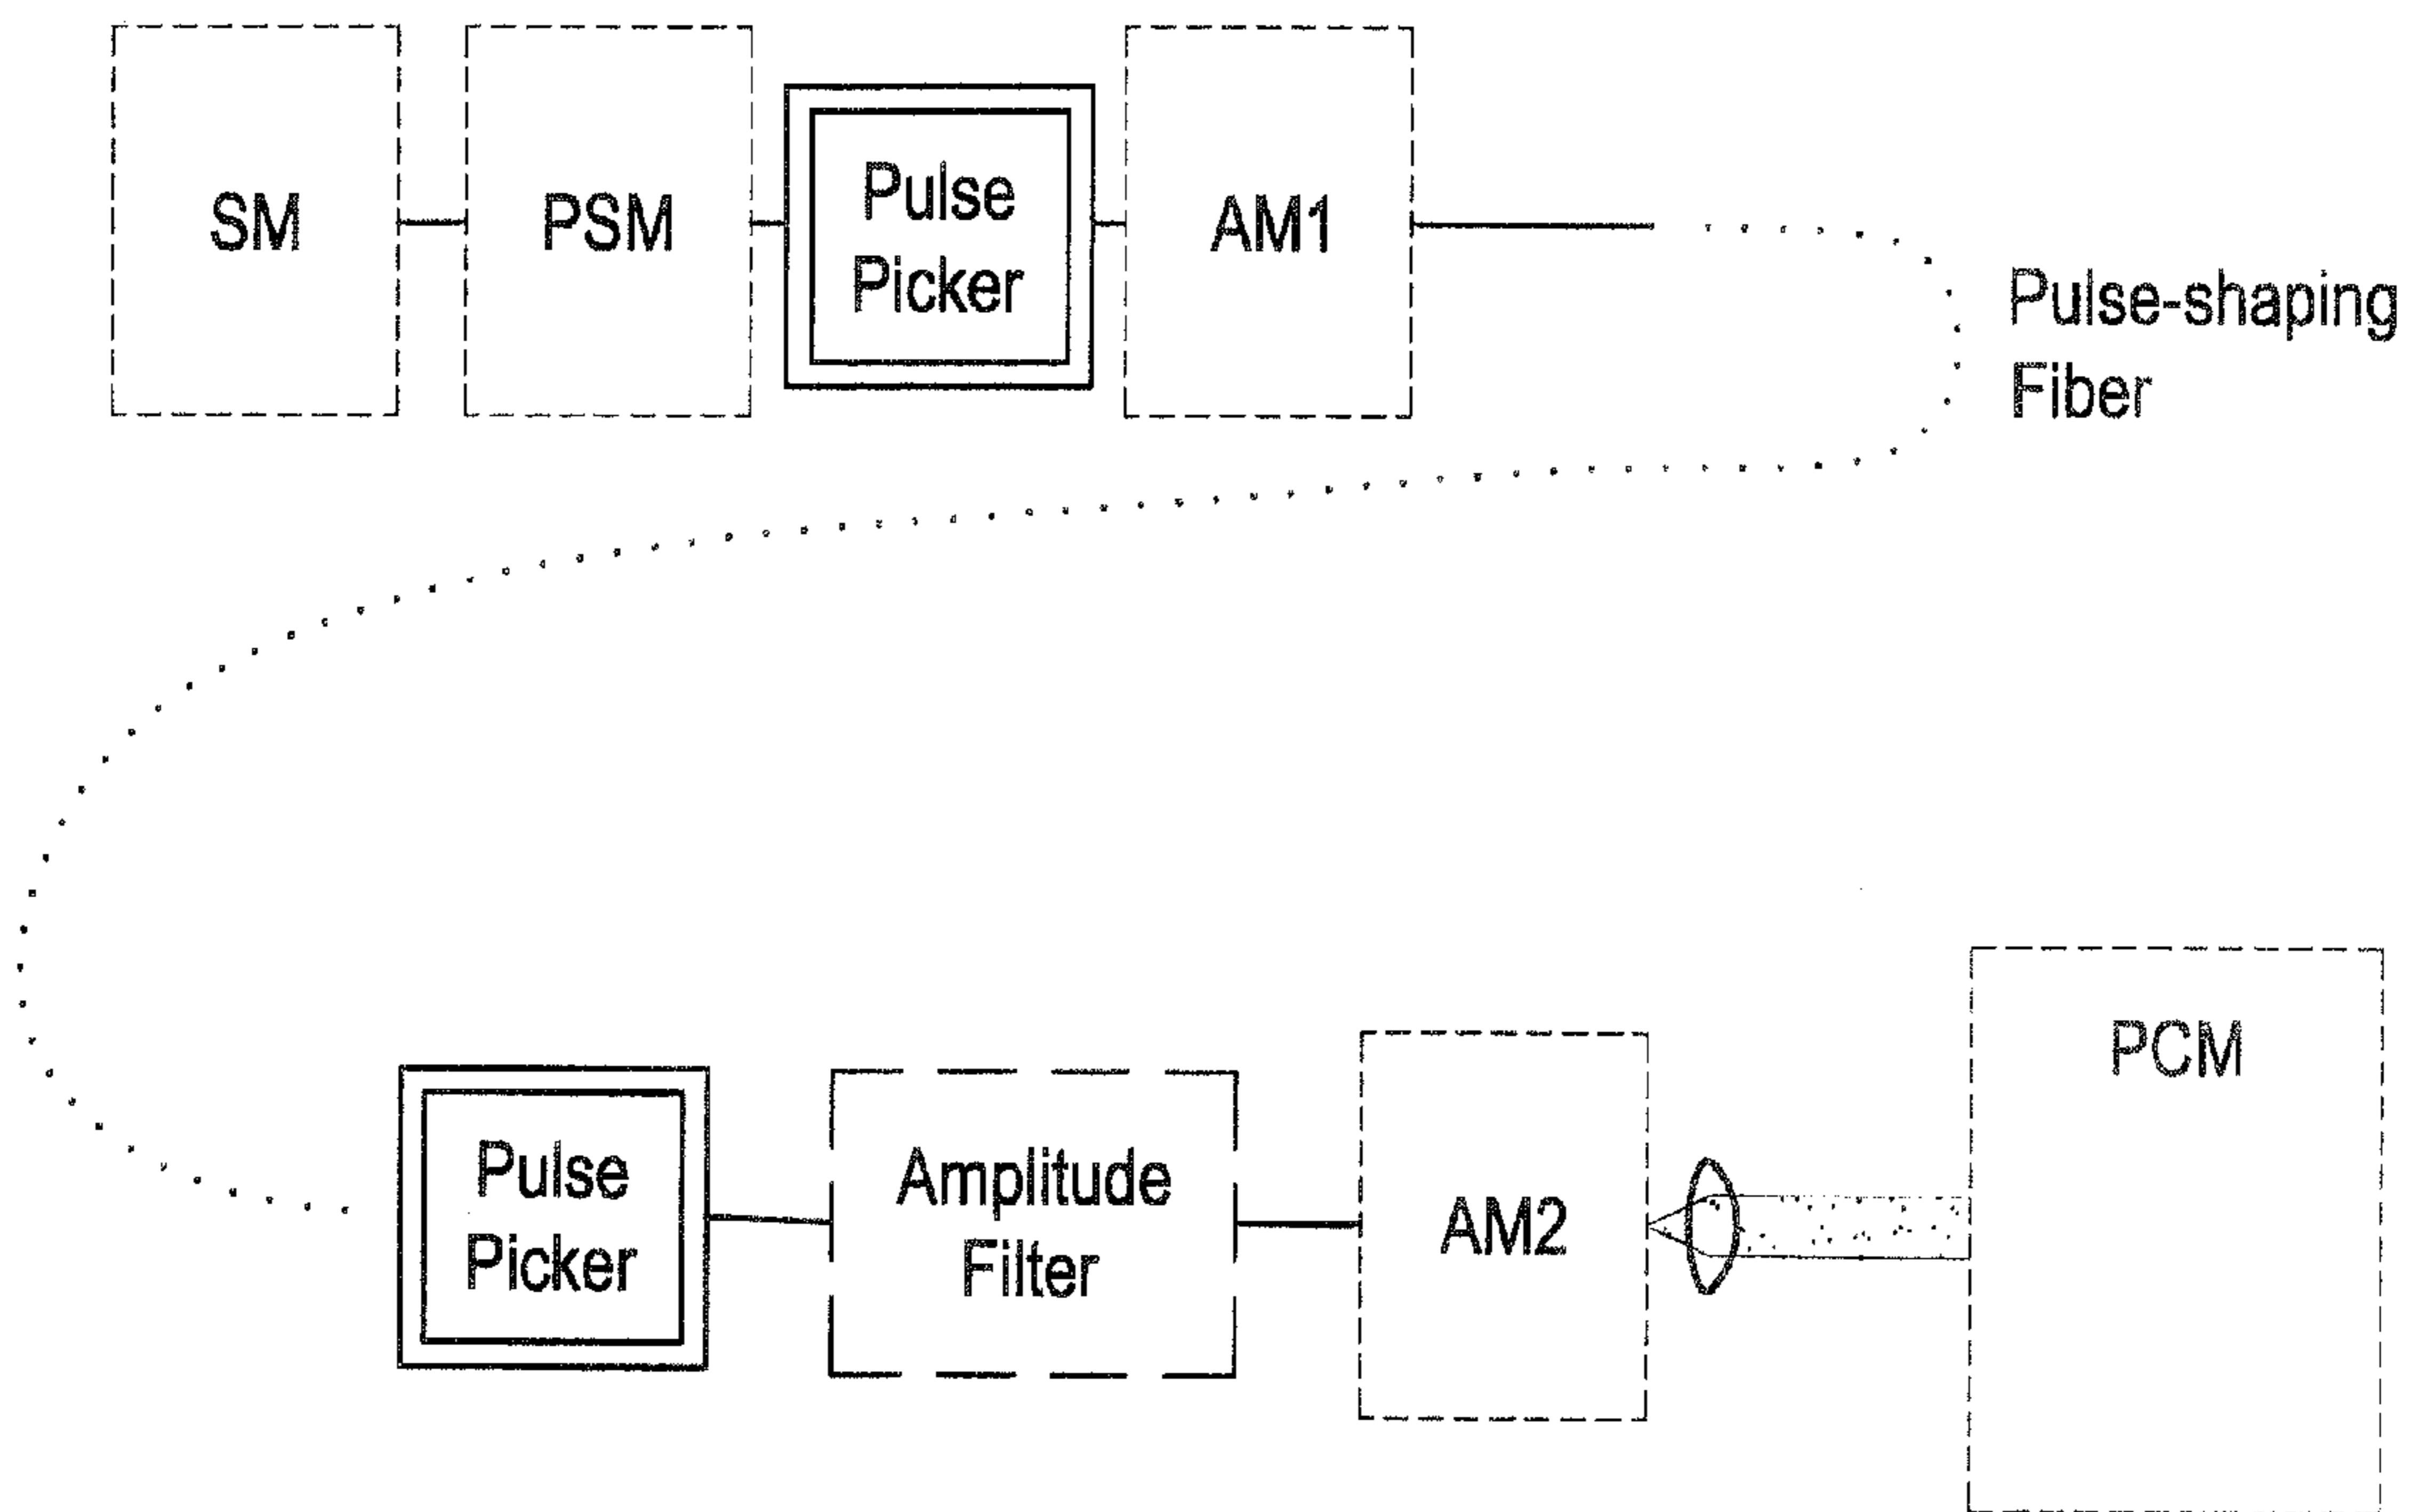 SM
PSM
Pulse
Picker
AM1
Pulse-shaping
Fiber
Pulse
Picker
Amplitude
Filter
AM2
PCM